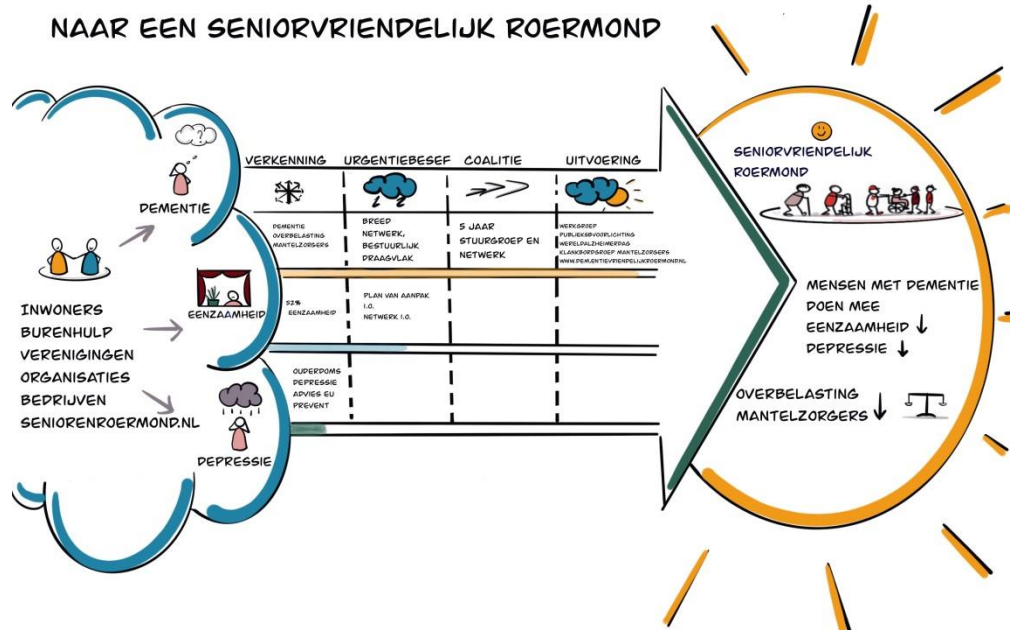 NAAR EEN SENIORVRIENDELIJK ROERMOND
?
DEMENTIE
INWONERS
BURENHULP
VERENIGINGEN
ORGANISATIES
BEDRIJVEN
SENIORENROERMOND.NL
EENZAAMHEID
DEPRESSIE
VERKENNING
URGENTIEBESEF
COALITIE
UITVOERING
DEMENTIE
OVERBELASTING
MANTELZORGERS
BREED
NETWERK,
BESTUURLIJK
DRAAGVLAK
5 JAAR
STUURGROEP EN
NETWERK
WERKGROEP
PUBLIEKSBVOORLICHTING
WERELDALZHEIMERDAG
KLANKBORDGROEP MANTELZORGERS
WWW.DEMENTIEVRIENDELIJKROERMOND.NL
52%
EENZAAMHEID
PLAN VAN AANPAK
I.O.
NETWERK I.O.
OUDERDOMS
DEPRESSIE
ADVIES EU
PREVENT
SENIORVRIENDELIJK
ROERMOND
MENSEN MET DEMENTIE
DOEN MEE
EENZAAMHEID
DEPRESSIE
OVERBELASTING
MANTELZORGERS